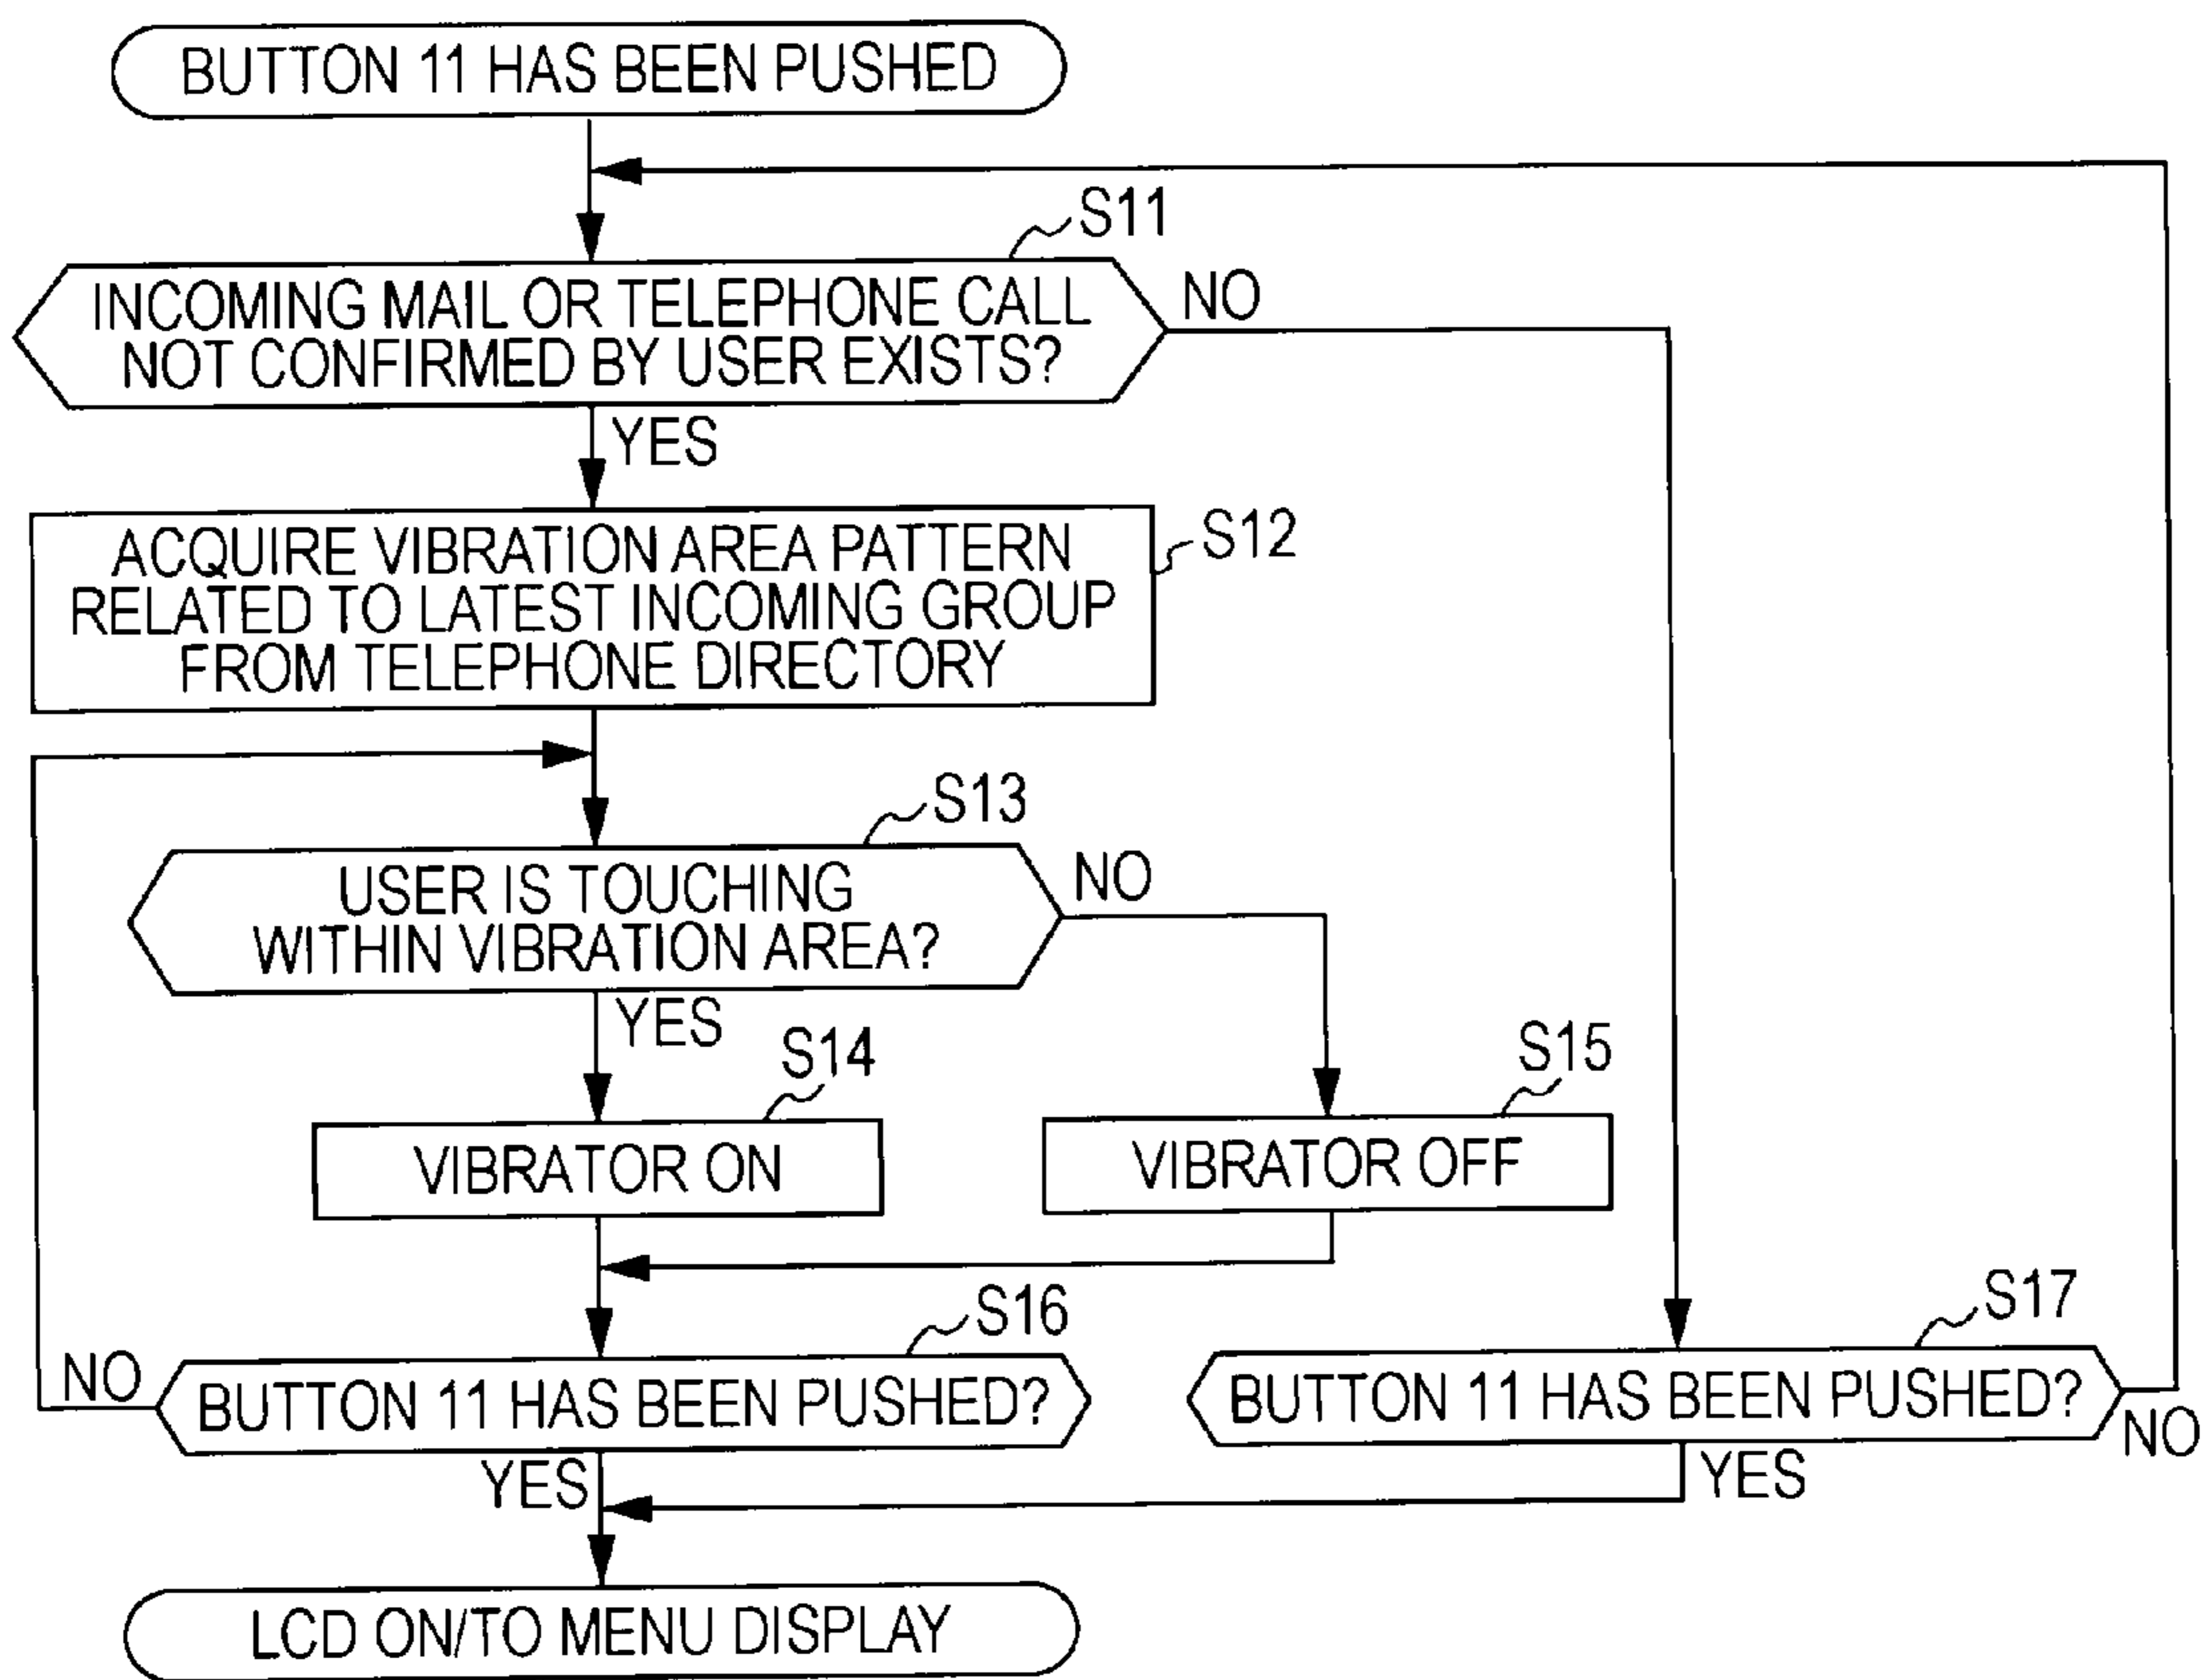 BUTTON 11 HAS BEEN PUSHED
S11
INCOMING MAIL OR TELEPHONE CALL
NOT CONFIRMED BY USER EXISTS?
NO
YES
S12
ACQUIRE VIBRATION AREA PATTERN
RELATED TO LATEST INCOMING GROUP
FROM TELEPHONE DIRECTORY
S13
USER IS TOUCHING
WITHIN VIBRATION AREA?
NO
YES
S14
VIBRATOR ON
S15
VIBRATOR OFF
S16
BUTTON 11 HAS BEEN PUSHED?
NO
YES
S17
BUTTON 11 HAS BEEN PUSHED?
NO
YES
LCD ON/TO MENU DISPLAY